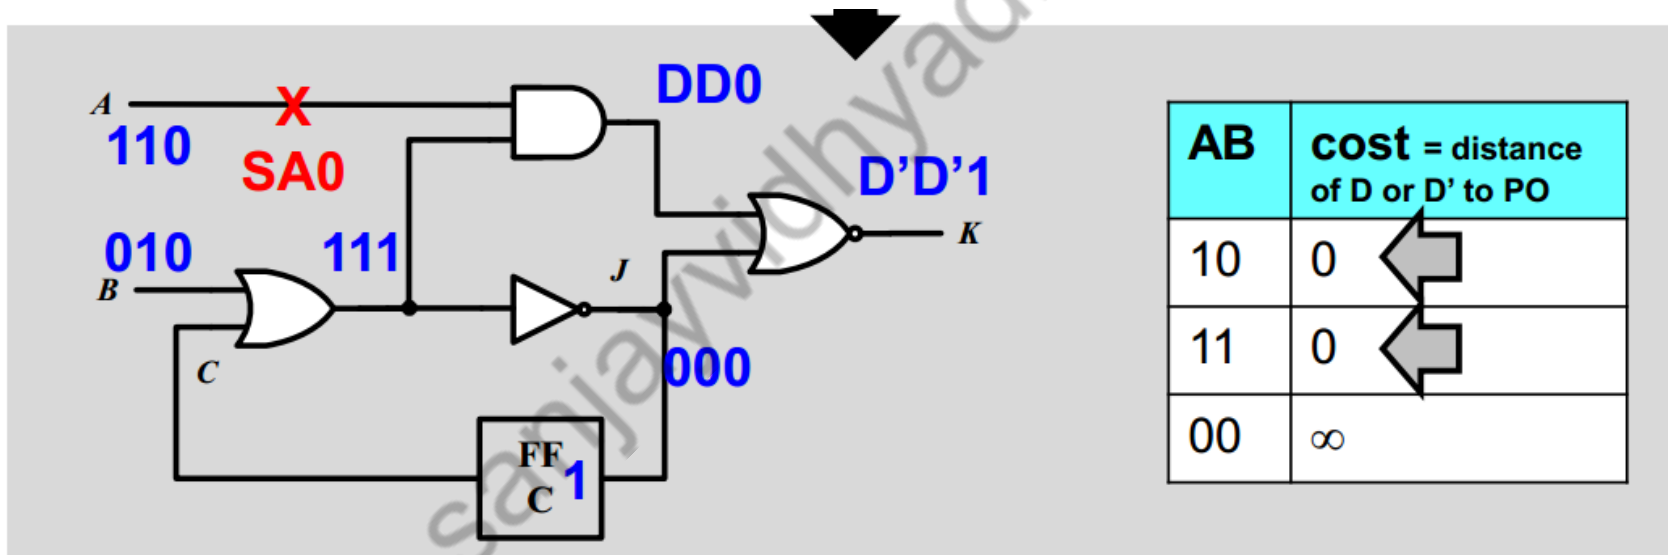 DD0
A
X
110
SA0
D’D’1
K
010
111
J
B
000
C
FF
1
C
AB
cost = distance
of D or D’ to PO
10
0
11
0
00
∞
sanjayvidhyad